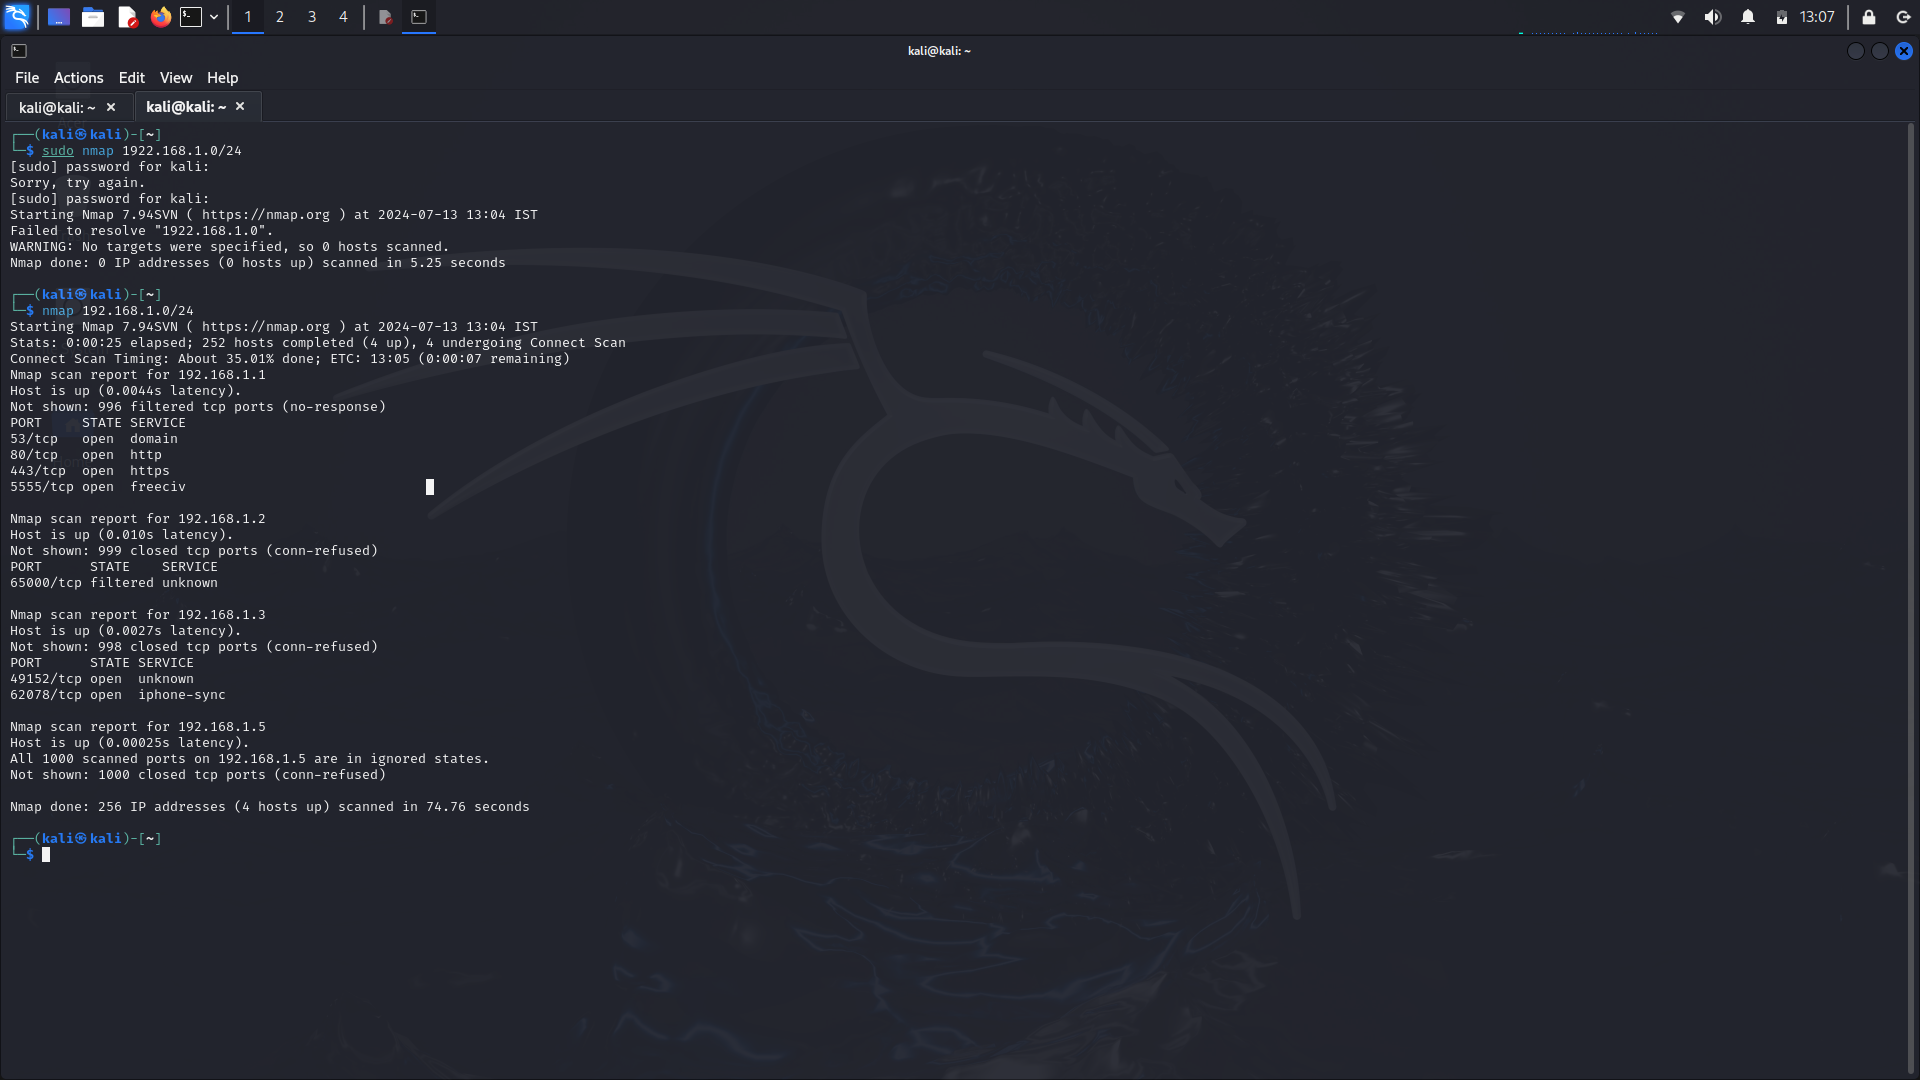 1 2 3 4 13:07
kali@kali: ~
File Actions Edit View Help
kali@kali: ~ × kali@kali: ~ ×
┌──(kali㉿kali)-[~]
└─$ sudo nmap 1922.168.1.0/24
[sudo] password for kali:
Sorry, try again.
[sudo] password for kali:
Starting Nmap 7.94SVN ( https://nmap.org ) at 2024-07-13 13:04 IST
Failed to resolve "1922.168.1.0".
WARNING: No targets were specified, so 0 hosts scanned.
Nmap done: 0 IP addresses (0 hosts up) scanned in 5.25 seconds
┌──(kali㉿kali)-[~]
└─$ nmap 192.168.1.0/24
Starting Nmap 7.94SVN ( https://nmap.org ) at 2024-07-13 13:04 IST
Stats: 0:00:25 elapsed; 252 hosts completed (4 up), 4 undergoing Connect Scan
Connect Scan Timing: About 35.01% done; ETC: 13:05 (0:00:07 remaining)
Nmap scan report for 192.168.1.1
Host is up (0.0044s latency).
Not shown: 996 filtered tcp ports (no-response)
PORT     STATE SERVICE
53/tcp   open  domain
80/tcp   open  http
443/tcp  open  https
5555/tcp open  freeciv
Nmap scan report for 192.168.1.2
Host is up (0.010s latency).
Not shown: 999 closed tcp ports (conn-refused)
PORT      STATE    SERVICE
65000/tcp filtered unknown
Nmap scan report for 192.168.1.3
Host is up (0.0027s latency).
Not shown: 998 closed tcp ports (conn-refused)
PORT      STATE SERVICE
49152/tcp open  unknown
62078/tcp open  iphone-sync
Nmap scan report for 192.168.1.5
Host is up (0.00025s latency).
All 1000 scanned ports on 192.168.1.5 are in ignored states.
Not shown: 1000 closed tcp ports (conn-refused)
Nmap done: 256 IP addresses (4 hosts up) scanned in 74.76 seconds
┌──(kali㉿kali)-[~]
└─$